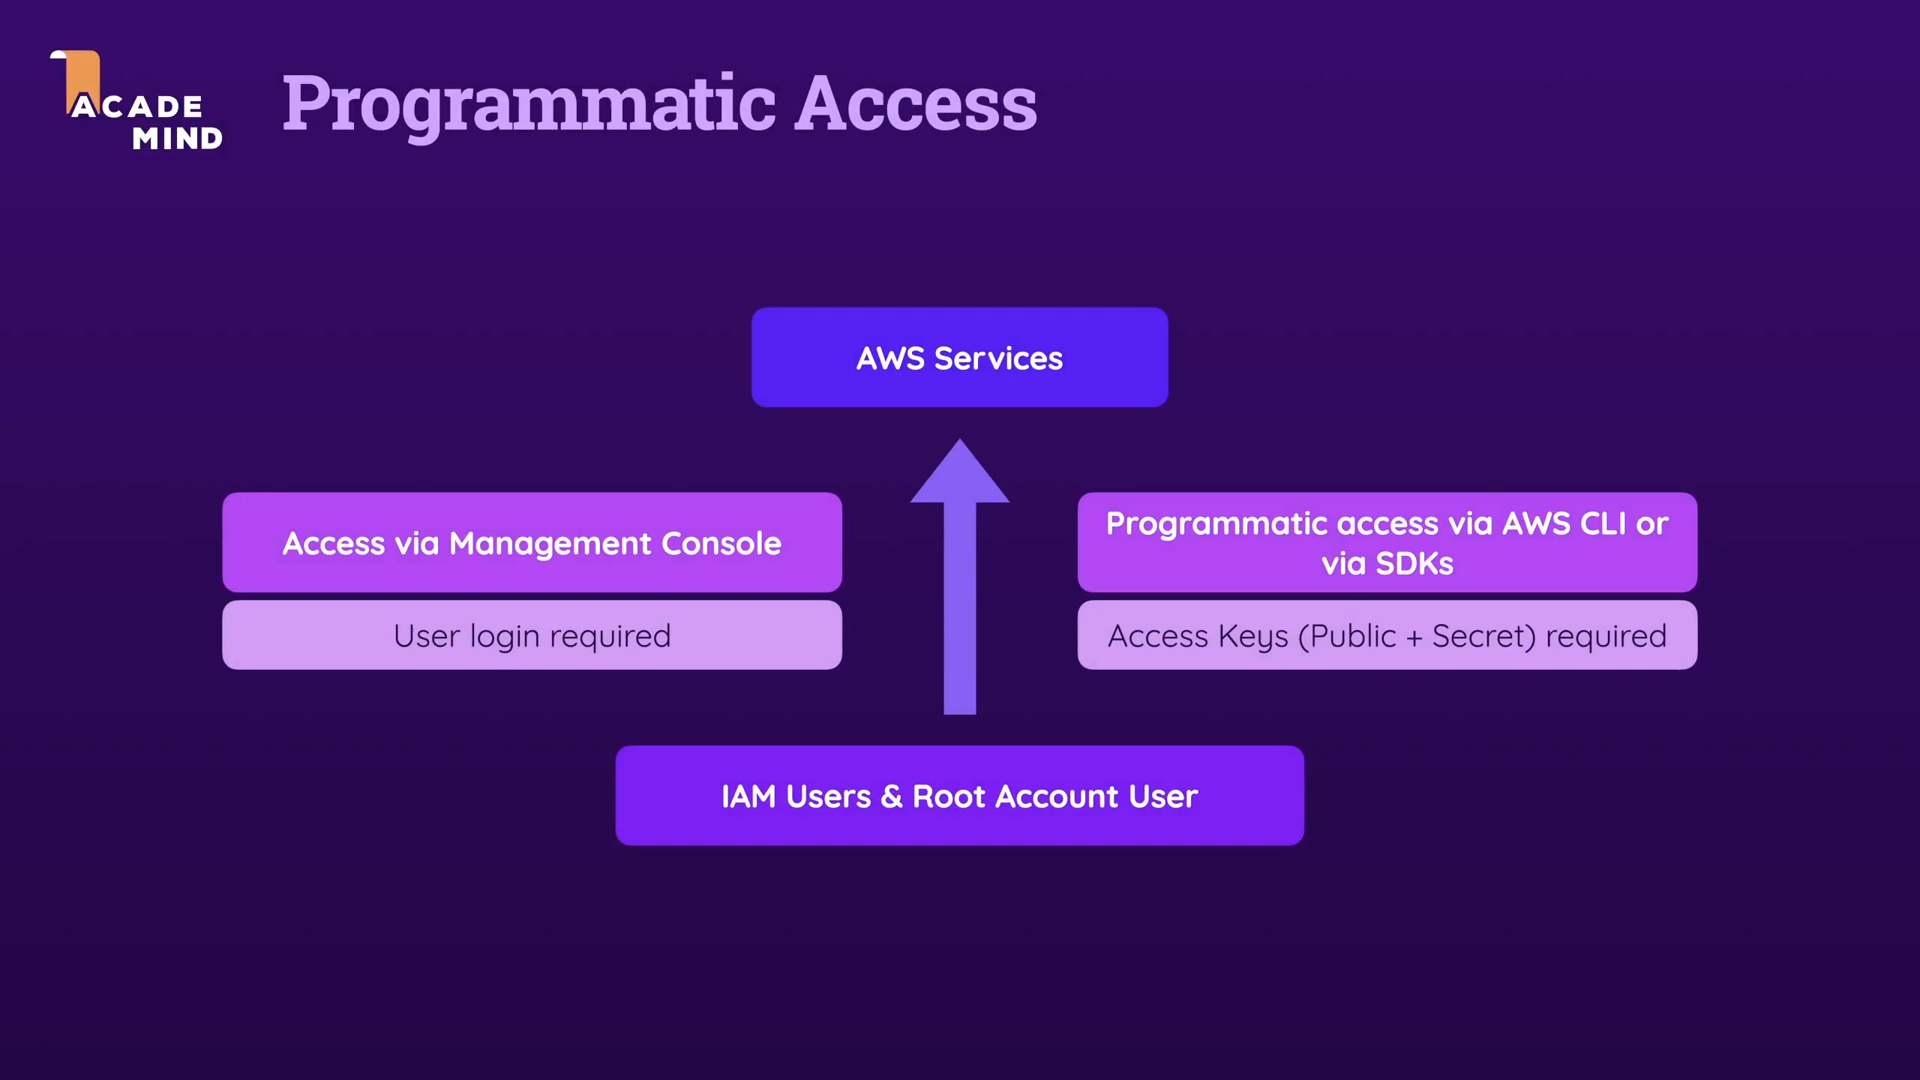 ACADE
MIND
Programmatic Access
AWS Services
Access via Management Console
User login required
Programmatic access via AWS CLI or
via SDKs
Access Keys (Public + Secret) required
IAM Users & Root Account User